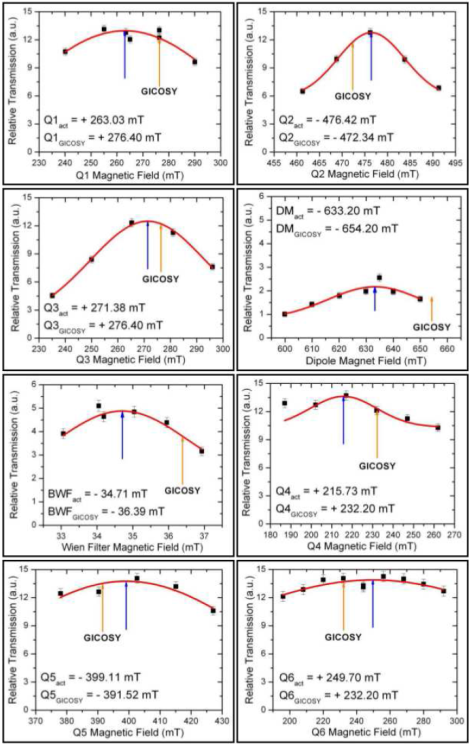 Relative Transmission (a.u.)
15
12
9
6
3
0
GICOSY
Q1act = + 263.03 mT
Q1GICOSY = + 276.40 mT
230 240 250 260 270 280 290 300
Q1 Magnetic Field (mT)
Relative Transmission (a.u.)
15
12
9
6
3
0
GICOSY
Q2act = - 476.42 mT
Q2GICOSY = - 472.34 mT
455 460 465 470 475 480 485 490 495
Q2 Magnetic Field (mT)
Relative Transmission (a.u.)
15
12
9
6
3
0
GICOSY
Q3act = + 271.38 mT
Q3GICOSY = + 276.40 mT
230 240 250 260 270 280 290 300
Q3 Magnetic Field (mT)
Relative Transmission (a.u.)
6
5
4
3
2
1
0
DMact = - 633.20 mT
DMGICOSY = - 654.20 mT
GICOSY
600 610 620 630 640 650 660
Dipole Magnet Field (mT)
Relative Transmission (a.u.)
6
5
4
3
2
1
0
GICOSY
BWFact = -34.71 mT
BWFGICOSY = - 36.39 mT
33 34 35 36 37
Wien Filter Magnetic Field (mT)
Relative Transmission (a.u.)
15
12
9
6
3
0
GICOSY
Q4act = + 215.73 mT
Q4GICOSY = + 232.20 mT
180 190 200 210 220 230 240 250 260 270
Q4 Magnetic Field (mT)
Relative Transmission (a.u.)
15
12
9
6
3
0
GICOSY
Q5act = - 399.11 mT
Q5GICOSY = - 391.52 mT
370 380 390 400 410 420 430
Q5 Magnetic Field (mT)
Relative Transmission (a.u.)
15
12
9
6
3
0
GICOSY
Q6act = + 249.70 mT
Q6GICOSY = + 232.20 mT
200 220 240 260 280 300
Q6 Magnetic Field (mT)